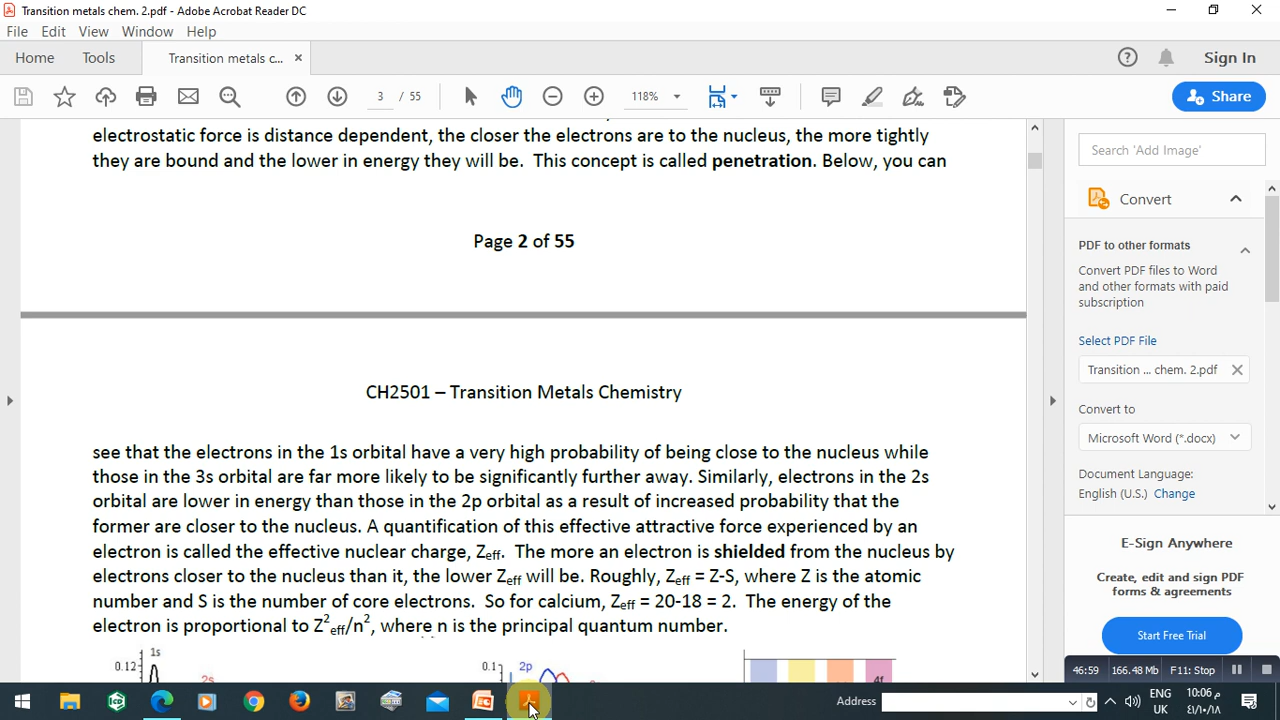 Transition metals chem. 2.pdf - Adobe Acrobat Reader DC
File Edit View Window Help
Home Tools Transition metals c... × Sign In
3 / 55 118% Share
electrostatic force is distance dependent, the closer the electrons are to the nucleus, the more tightly
they are bound and the lower in energy they will be. This concept is called penetration. Below, you can
Page 2 of 55
CH2501 – Transition Metals Chemistry
see that the electrons in the 1s orbital have a very high probability of being close to the nucleus while
those in the 3s orbital are far more likely to be significantly further away. Similarly, electrons in the 2s
orbital are lower in energy than those in the 2p orbital as a result of increased probability that the
former are closer to the nucleus. A quantification of this effective attractive force experienced by an
electron is called the effective nuclear charge, Zeff. The more an electron is shielded from the nucleus by
electrons closer to the nucleus than it, the lower Zeff will be. Roughly, Zeff = Z-S, where Z is the atomic
number and S is the number of core electrons. So for calcium, Zeff = 20-18 = 2. The energy of the
electron is proportional to Z²eff/n², where n is the principal quantum number.
0.12 1s
2s
0.1 2p
4f
Search 'Add Image'
Convert
PDF to other formats
Convert PDF files to Word
and other formats with paid
subscription
Select PDF File
Transition ... chem. 2.pdf
Convert to
Microsoft Word (*.docx)
Document Language:
English (U.S.) Change
E-Sign Anywhere
Create, edit and sign PDF
forms & agreements
Start Free Trial
46:59 166.48 Mb F11: Stop
Address
ENG
UK
١٠:٠٦ م